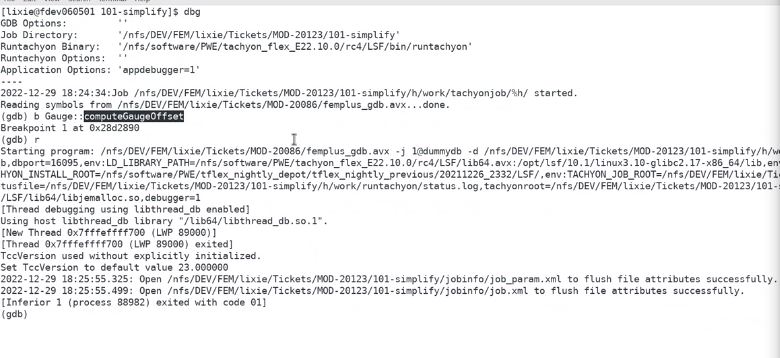 [lixie@fdev060501 101-simplify]$ dbg
GDB Options:        ''
Job Directory:      '/nfs/DEV/FEM/lixie/Tickets/MOD-20123/101-simplify'
Runtachyon Binary:  '/nfs/software/PWE/tachyon_flex_E22.10.0/rc4/LSF/bin/runtachyon'
Runtachyon Options: ''
Application Options: 'appdebugger=1'
----
2022-12-29 18:24:34:Job /nfs/DEV/FEM/lixie/Tickets/MOD-20123/101-simplify/h/work/tachyonjob/%h/ started.
Reading symbols from /nfs/DEV/FEM/lixie/Tickets/MOD-20086/femplus_gdb.avx...done.
(gdb) b Gauge::computeGaugeOffset
Breakpoint 1 at 0x28d2890
(gdb) r
Starting program: /nfs/DEV/FEM/lixie/Tickets/MOD-20086/femplus_gdb.avx -j 1@dummydb -d /nfs/DEV/FEM/lixie/Tickets/MOD-20123/101-simplify/h/w
b,dbport=16095,env:LD_LIBRARY_PATH=/nfs/software/PWE/tachyon_flex_E22.10.0/rc4/LSF/lib64.avx:/opt/lsf/10.1/linux3.10-glibc2.17-x86_64/lib,env
HYON_INSTALL_ROOT=/nfs/software/PWE/tflex_nightly_depot/tflex_nightly_previous/20211226_2332/LSF/,env:TACHYON_JOB_ROOT=/nfs/DEV/FEM/lixie/Tic
tusfile=/nfs/DEV/FEM/lixie/Tickets/MOD-20123/101-simplify/h/work/runtachyon/status.log,tachyonroot=/nfs/DEV/FEM/lixie/Tickets/MOD-20123/101-s
/LSF/lib64/libjemalloc.so,debugger=1
[Thread debugging using libthread_db enabled]
Using host libthread_db library "/lib64/libthread_db.so.1".
[New Thread 0x7fffeffff700 (LWP 89000)]
[Thread 0x7fffeffff700 (LWP 89000) exited]
TccVersion used without explicitly initialized.
Set TccVersion to default value 23.000000
2022-12-29 18:25:55.325: Open /nfs/DEV/FEM/lixie/Tickets/MOD-20123/101-simplify/jobinfo/job_param.xml to flush file attributes successfully.
2022-12-29 18:25:55.499: Open /nfs/DEV/FEM/lixie/Tickets/MOD-20123/101-simplify/jobinfo/job.xml to flush file attributes successfully.
[Inferior 1 (process 88982) exited with code 01]
(gdb)